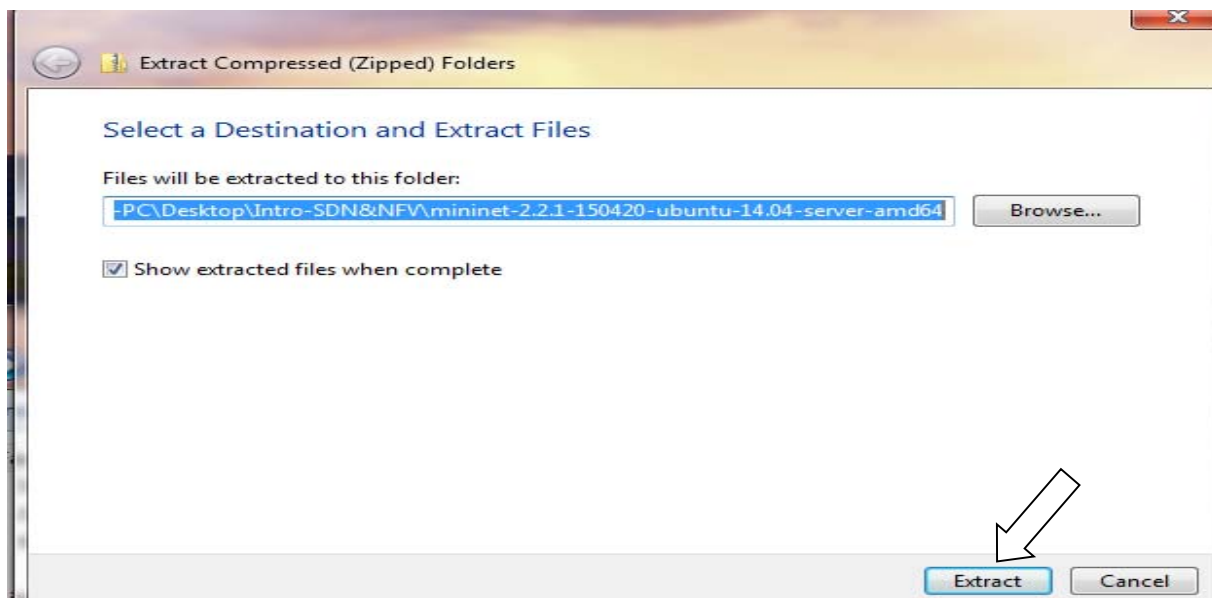 Extract Compressed (Zipped) Folders
Select a Destination and Extract Files
Files will be extracted to this folder:
-PC\Desktop\Intro-SDN&NFV\mininet-2.2.1-150420-ubuntu-14.04-server-amd64
Browse...
Show extracted files when complete
Extract
Cancel